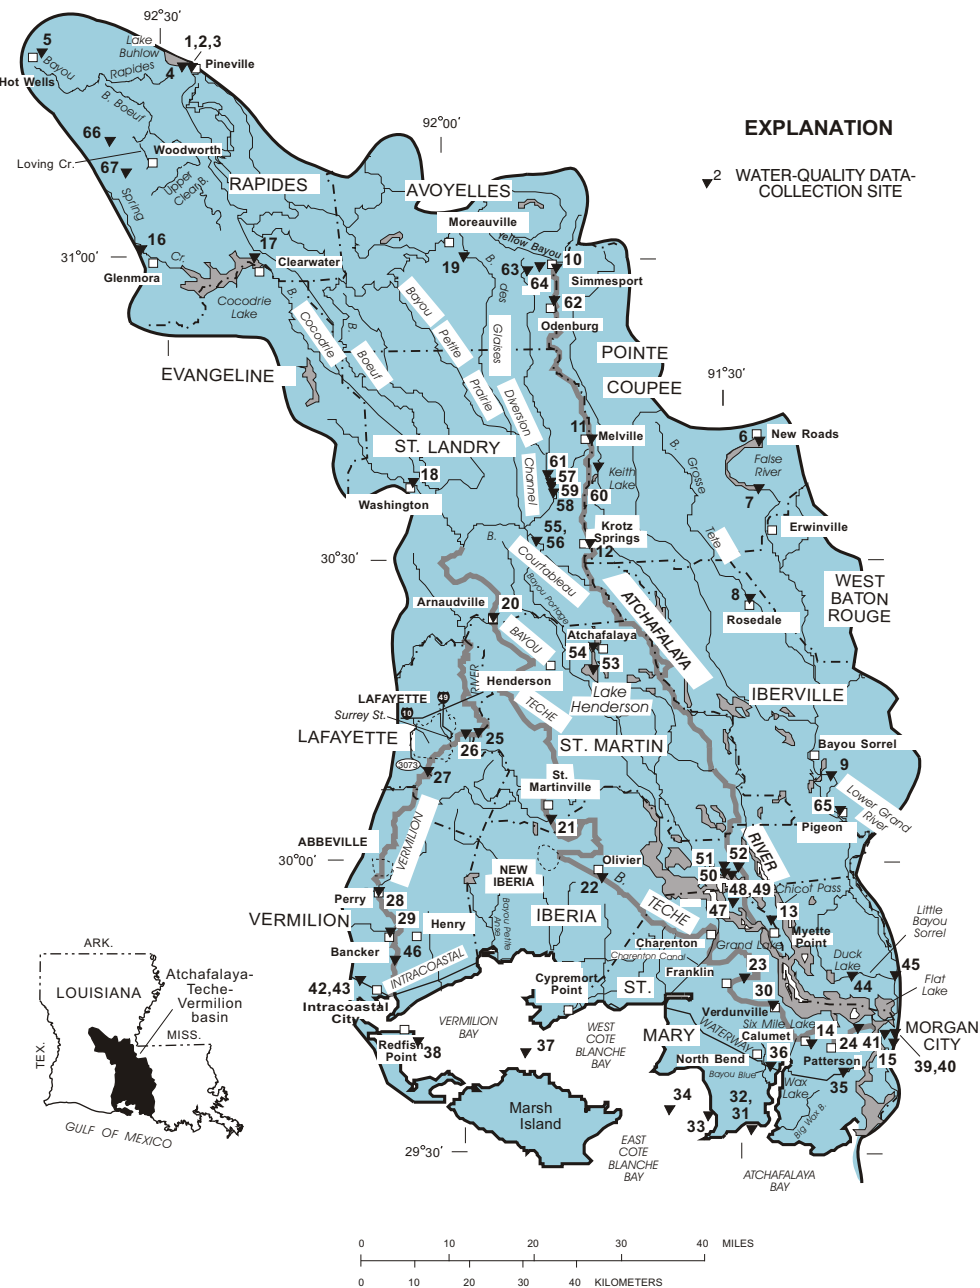 92°30′
5
Lake
Buhlow
1,2,3
Rapides
4
Pineville
Bayou
Hot Wells
B. Boeuf
92°00′
EXPLANATION
66
Loving Cr.
Woodworth
67
2 WATER-QUALITY DATA-
COLLECTION SITE
Upper
Clear B.
RAPIDES
AVOYELLES
Spring
Moreauville
Yellow Bayou
16
17
31°00′
Cr.
Glenmora
Clearwater
19
B.
des
63
10
64
Simmesport
62
Cocodrie
Lake
B.
Cocodrie
B.
Boeuf
Bayou
Petite
Prairie
Glaises
Diversion
Channel
Odenburg
POINTE
COUPEE
EVANGELINE
91°30′
11
Melville
6
New Roads
False
River
7
ST. LANDRY
18
Washington
61
57
59
58
60
Keith
Lake
B.
Grosse
Tete
Erwinville
55,
56
Krotz
Springs
12
30°30′
B.
Courtableau
Bayou Portage
WEST
BATON
ROUGE
8
Rosedale
Arnaudville
20
BAYOU
TECHE
ATCHAFALAYA
Atchafalaya
54
53
Henderson
Lake
Henderson
RIVER
LAFAYETTE
49
10
Surrey St.
IBERVILLE
LAFAYETTE
25
26
ST. MARTIN
Bayou Sorrel
9
3073
27
St.
Martinville
65
Lower Grand
River
Pigeon
21
VERMILION
ABBEVILLE
30°00′
Olivier
22
B.
51
52
50
RIVER
48,49
Chicot Pass
47
NEW
IBERIA
TECHE
Perry
28
VERMILION
29
Henry
Bayou Petite
Anse
IBERIA
13
Myette
Point
Little
Bayou
Sorrel
Bancker
46
INTRACOASTAL
Charenton
Charenton Canal
Grand Lake
Duck
Lake
44
45
Flat
Lake
42,43
Intracoastal
City
Cypremort
Point
ST.
Franklin
23
30
Verdunville
MARY
WATERWAY
Six Mile Lake
Calumet
14
24
41
MORGAN
CITY
15
39,40
Redfish
Point
38
VERMILION
BAY
37
WEST
COTE
BLANCHE
BAY
North Bend
Bayou Blue
36
Patterson
35
Wax
Lake
Big Wax B.
34
33
32,
31
Marsh
Island
29°30′
EAST
COTE
BLANCHE
BAY
ATCHAFALAYA
BAY
ARK.
LOUISIANA
Atchafalaya-
Teche-
Vermilion
basin
MISS.
TEX.
GULF OF MEXICO
0 10 20 30 40 MILES
0 10 20 30 40 KILOMETERS